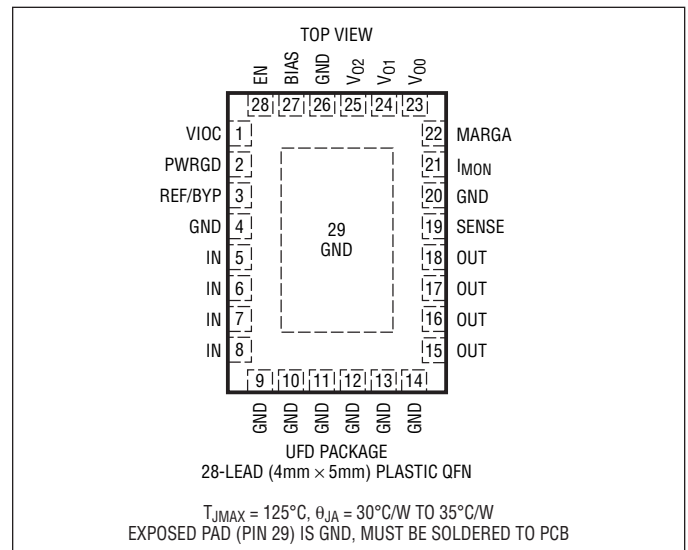 TOP VIEW
EN BIAS GND VO2 VO1 VO0
28 27 26 25 24 23
VIOC 1 22 MARGA
PWRGD 2 21 IMON
REF/BYP 3 20 GND
GND 4 19 SENSE
29
GND
IN 5 18 OUT
IN 6 17 OUT
IN 7 16 OUT
IN 8 15 OUT
9 10 11 12 13 14
GND GND GND GND GND GND
UFD PACKAGE
28-LEAD (4mm × 5mm) PLASTIC QFN
TJMAX = 125°C, θJA = 30°C/W TO 35°C/W
EXPOSED PAD (PIN 29) IS GND, MUST BE SOLDERED TO PCB